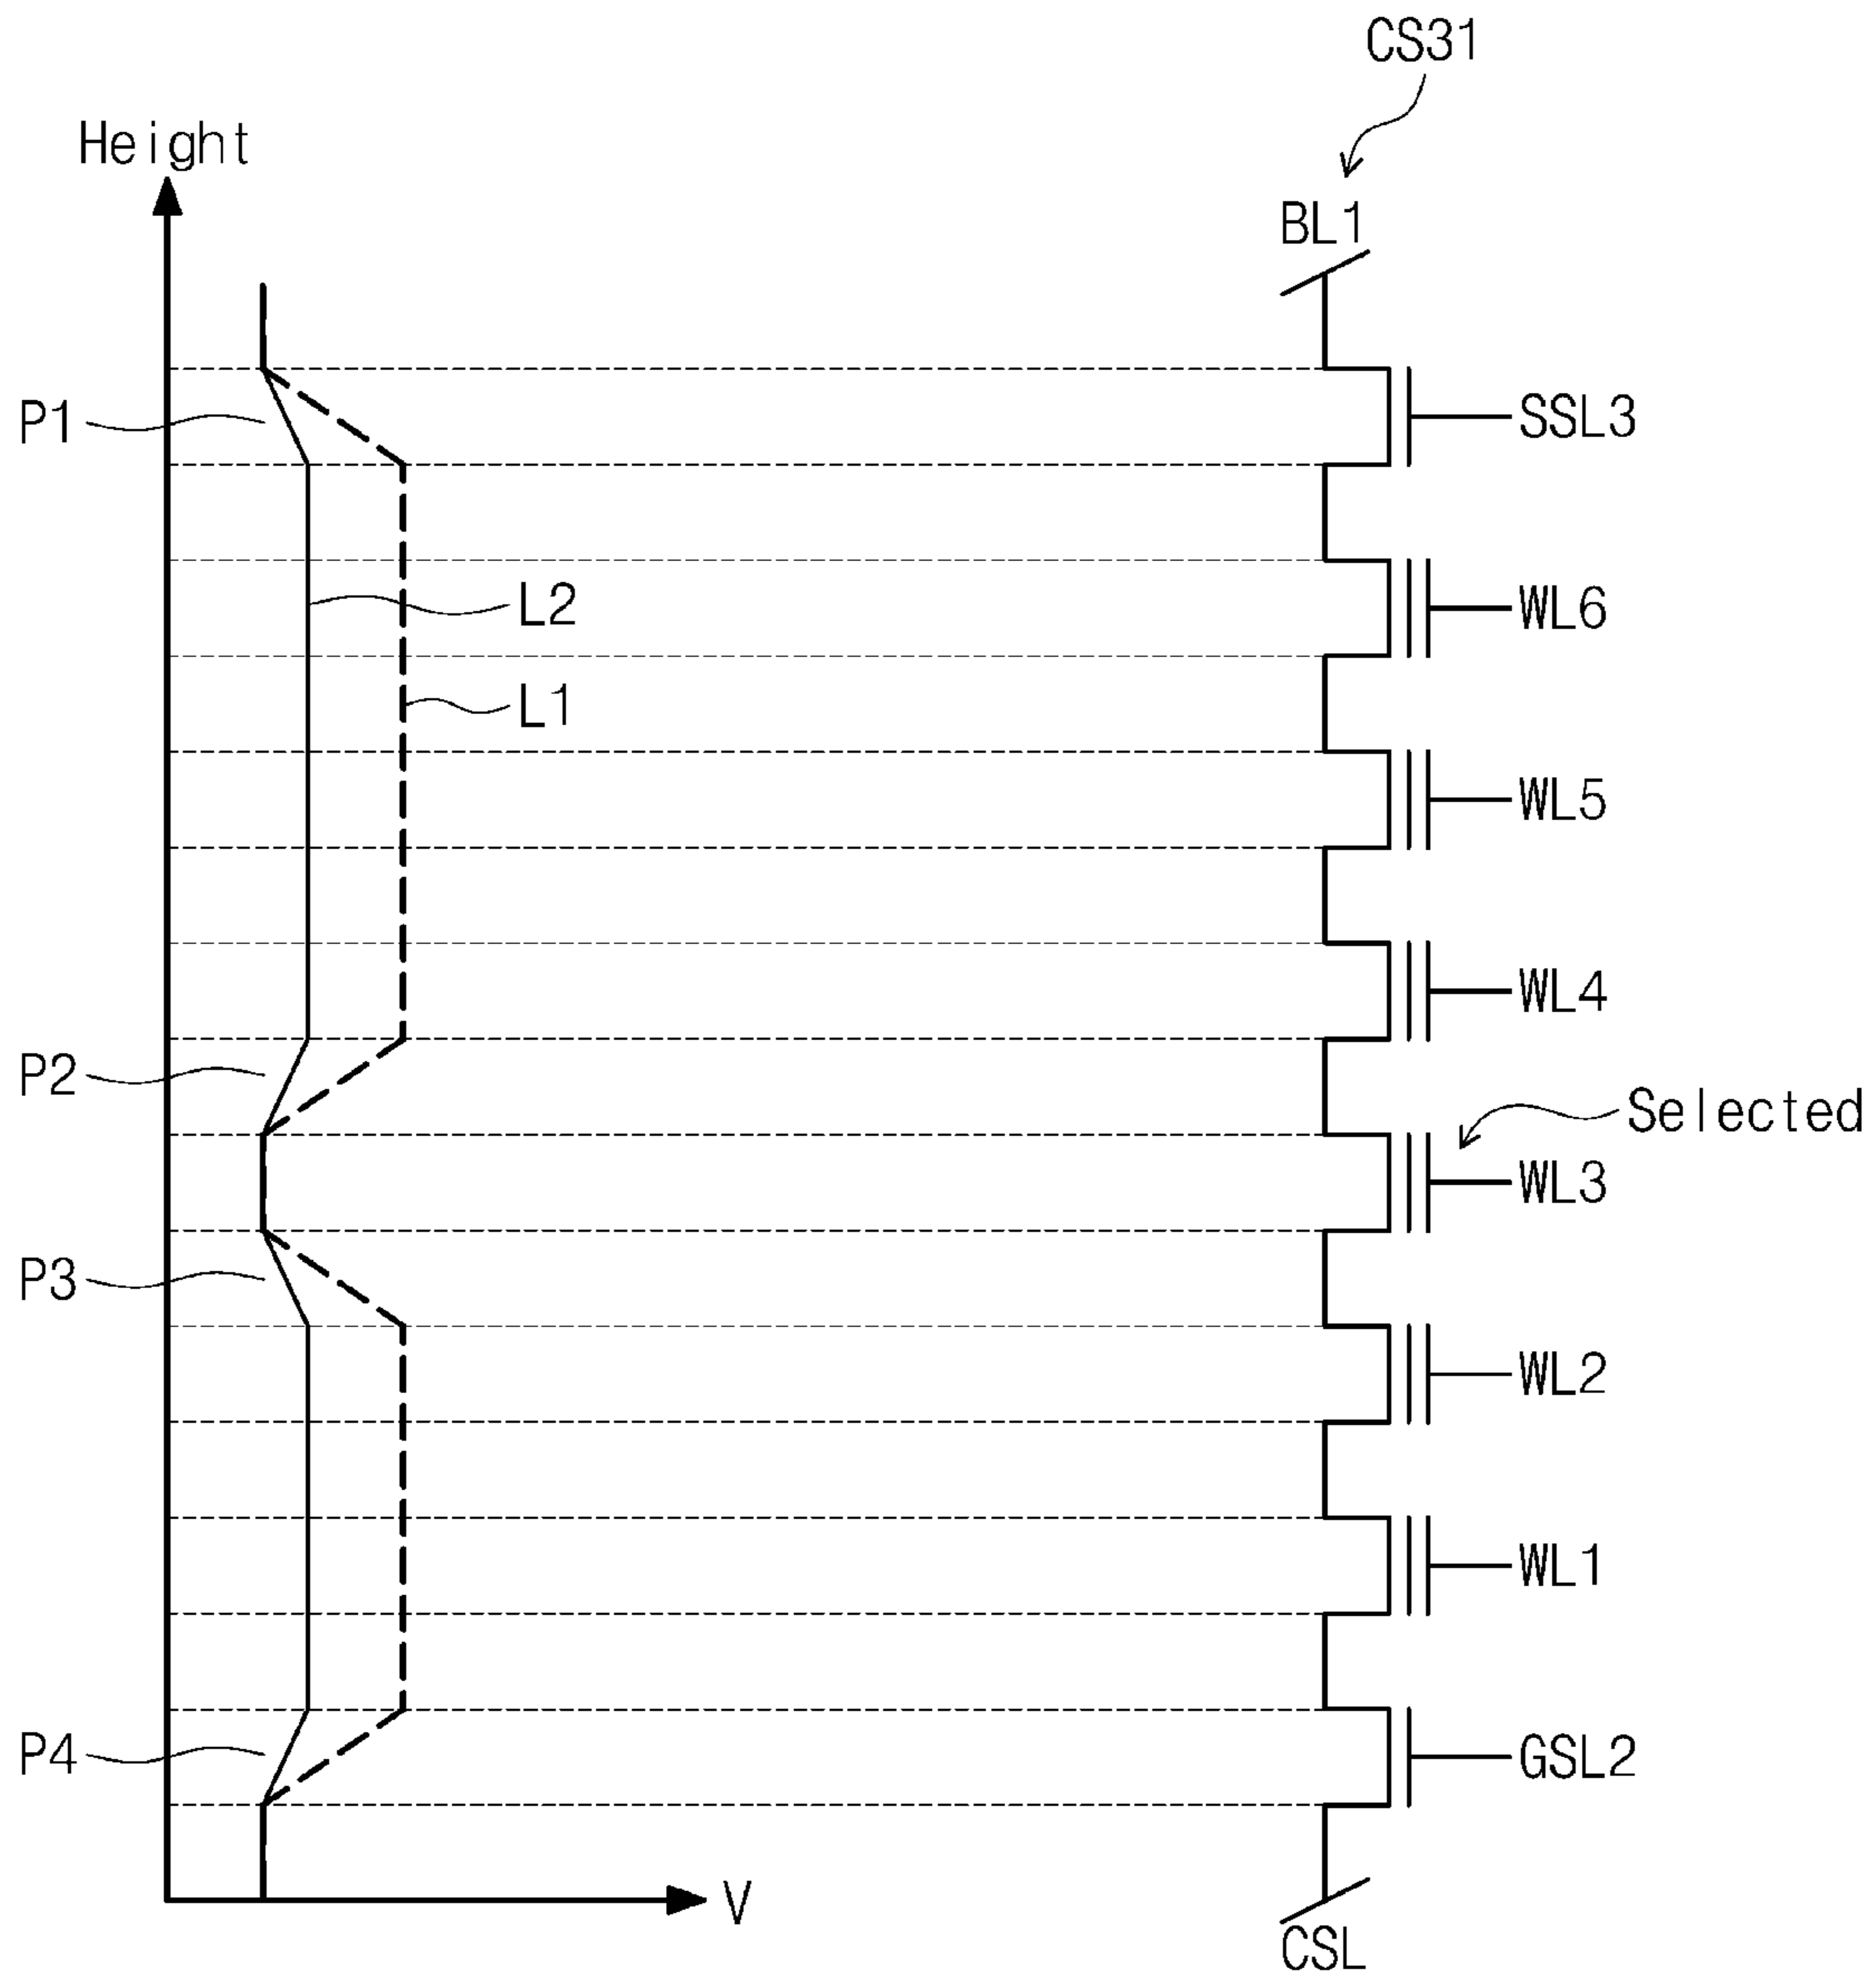 CS31
Height
BL1
P1
SSL3
L2
WL6
L1
WL5
WL4
P2
Selected
WL3
P3
WL2
WL1
P4
GSL2
V
CSL